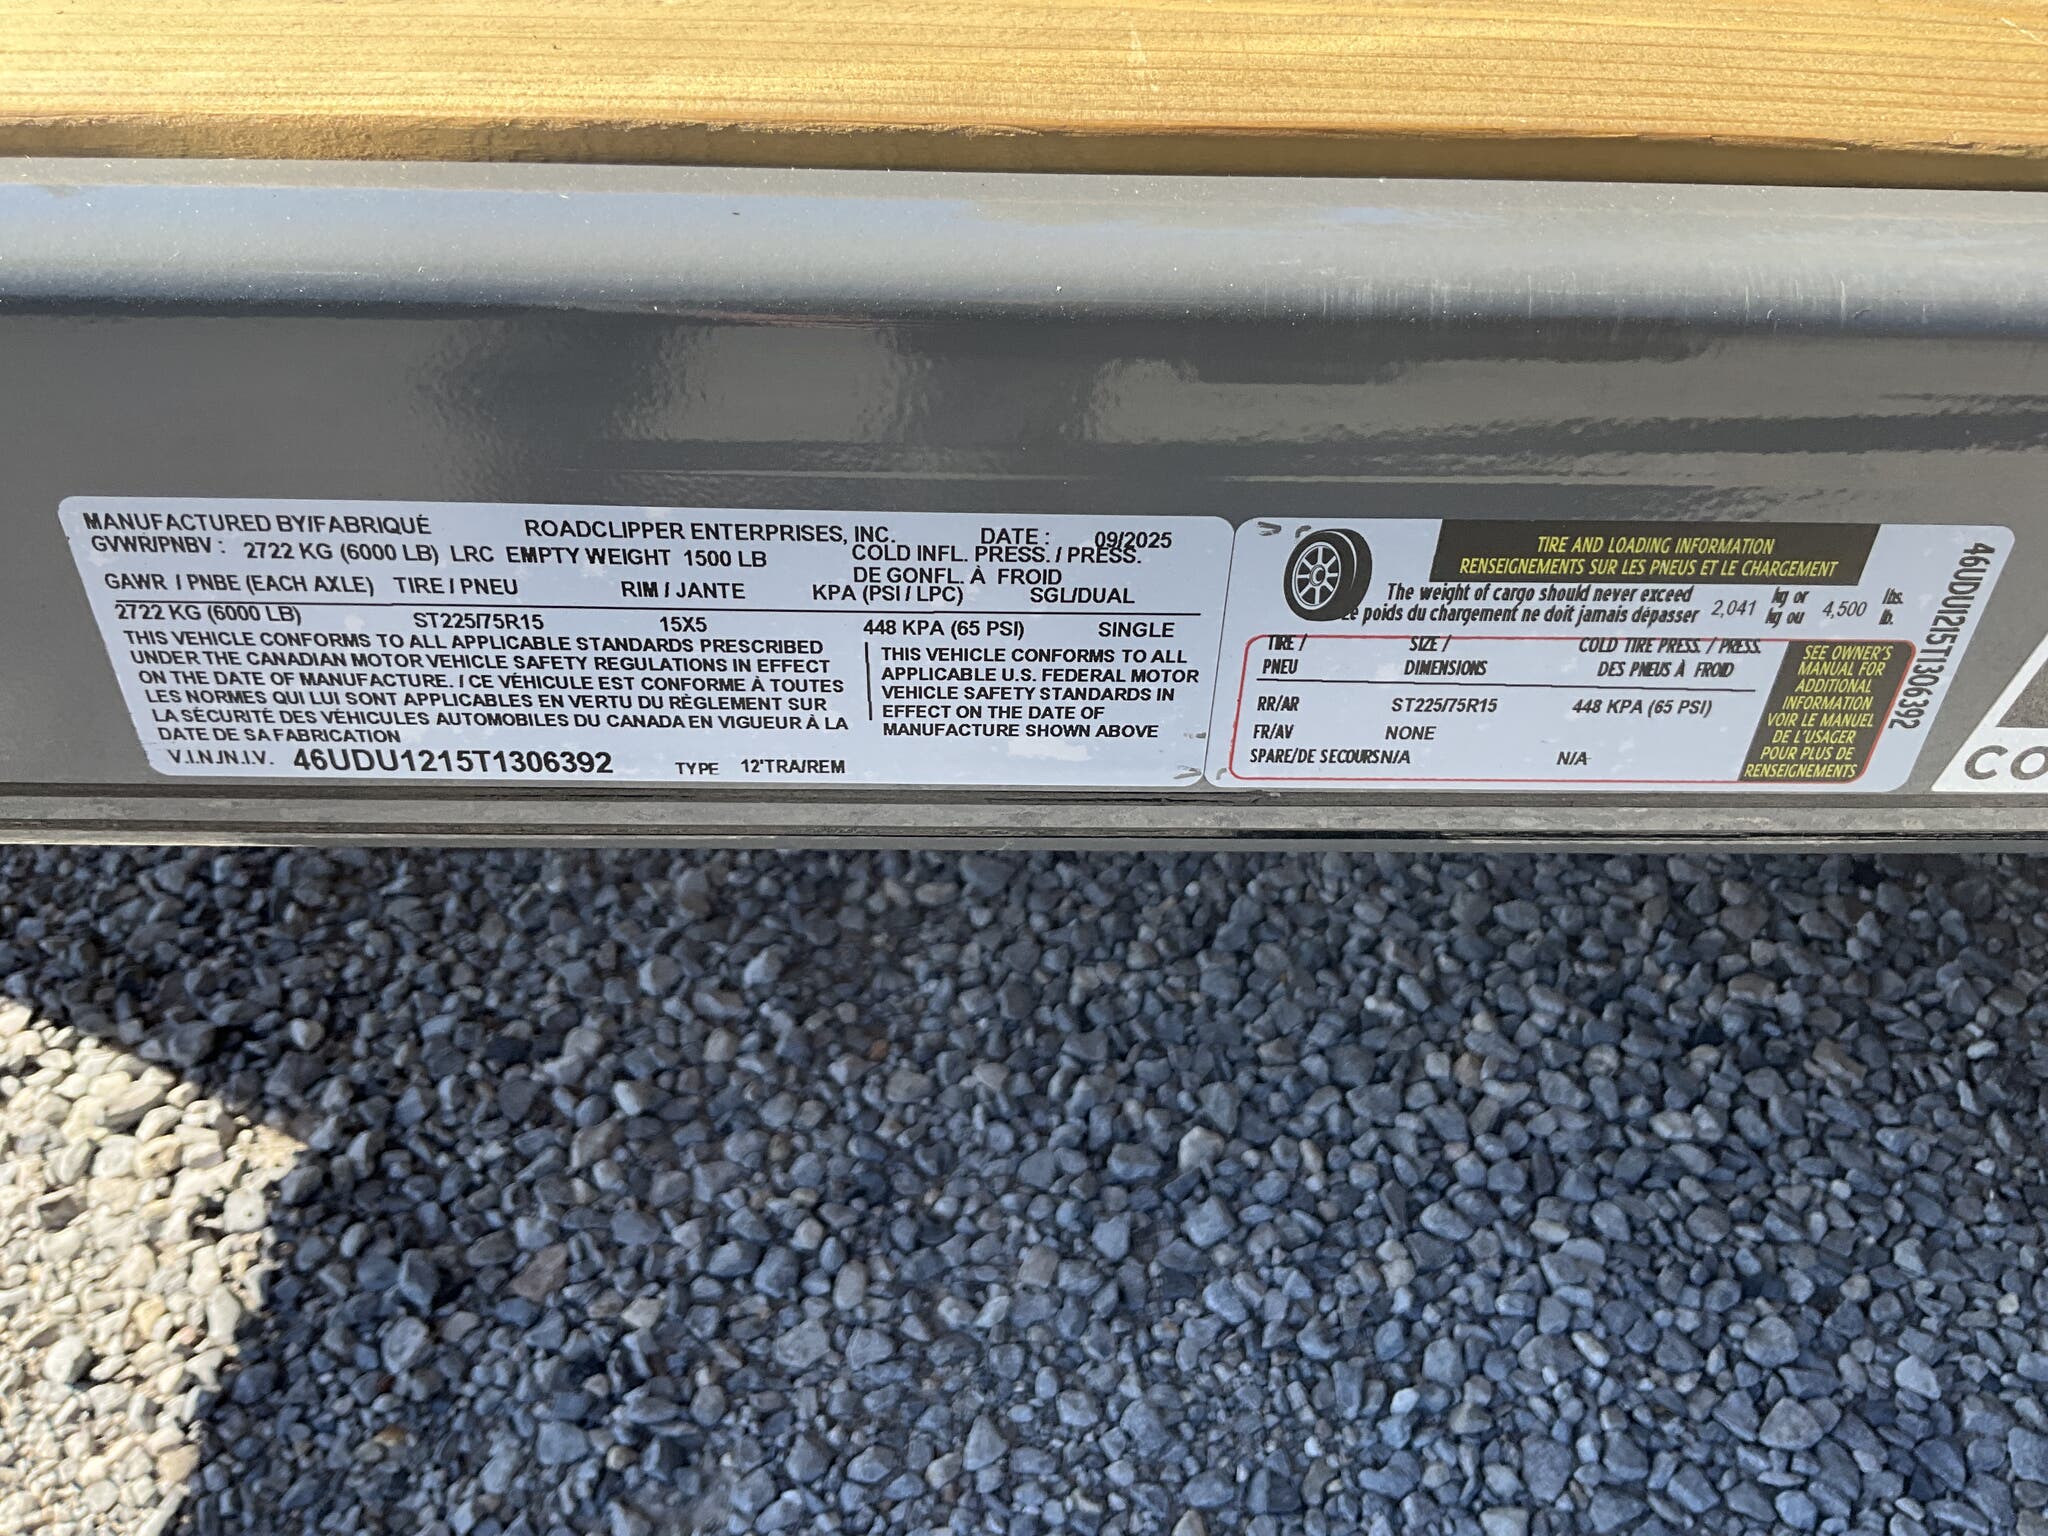 MANUFACTURED BY/FABRIQUÉ ROADCLIPPER ENTERPRISES, INC. DATE : 09/2025
GVWR/PNBV : 2722 KG (6000 LB) LRC EMPTY WEIGHT 1500 LB COLD INFL. PRESS. / PRESS.
DE GONFL. À FROID
GAWR / PNBE (EACH AXLE) TIRE / PNEU RIM / JANTE KPA (PSI / LPC) SGL/DUAL
2722 KG (6000 LB) ST225/75R15 15X5 448 KPA (65 PSI) SINGLE
THIS VEHICLE CONFORMS TO ALL APPLICABLE STANDARDS PRESCRIBED
UNDER THE CANADIAN MOTOR VEHICLE SAFETY REGULATIONS IN EFFECT
ON THE DATE OF MANUFACTURE. / CE VÉHICULE EST CONFORME À TOUTES
LES NORMES QUI LUI SONT APPLICABLES EN VERTU DU RÈGLEMENT SUR
LA SÉCURITÉ DES VÉHICULES AUTOMOBILES DU CANADA EN VIGUEUR À LA
DATE DE SA FABRICATION
THIS VEHICLE CONFORMS TO ALL
APPLICABLE U.S. FEDERAL MOTOR
VEHICLE SAFETY STANDARDS IN
EFFECT ON THE DATE OF
MANUFACTURE SHOWN ABOVE
V.I.N./N.I.V. 46UDU1215T1306392 TYPE 12'TRA/REM
TIRE AND LOADING INFORMATION
RENSEIGNEMENTS SUR LES PNEUS ET LE CHARGEMENT
The weight of cargo should never exceed 2,041 kg or 4,500 lbs.
Le poids du chargement ne doit jamais dépasser kg ou lb.
TIRE / SIZE / COLD TIRE PRESS. / PRESS.
PNEU DIMENSIONS DES PNEUS À FROID
RR/AR ST225/75R15 448 KPA (65 PSI)
FR/AV NONE
SPARE/DE SECOURS N/A N/A
SEE OWNER'S
MANUAL FOR
ADDITIONAL
INFORMATION
VOIR LE MANUEL
DE L'USAGER
POUR PLUS DE
RENSEIGNEMENTS
46UDU1215T1306392
CO